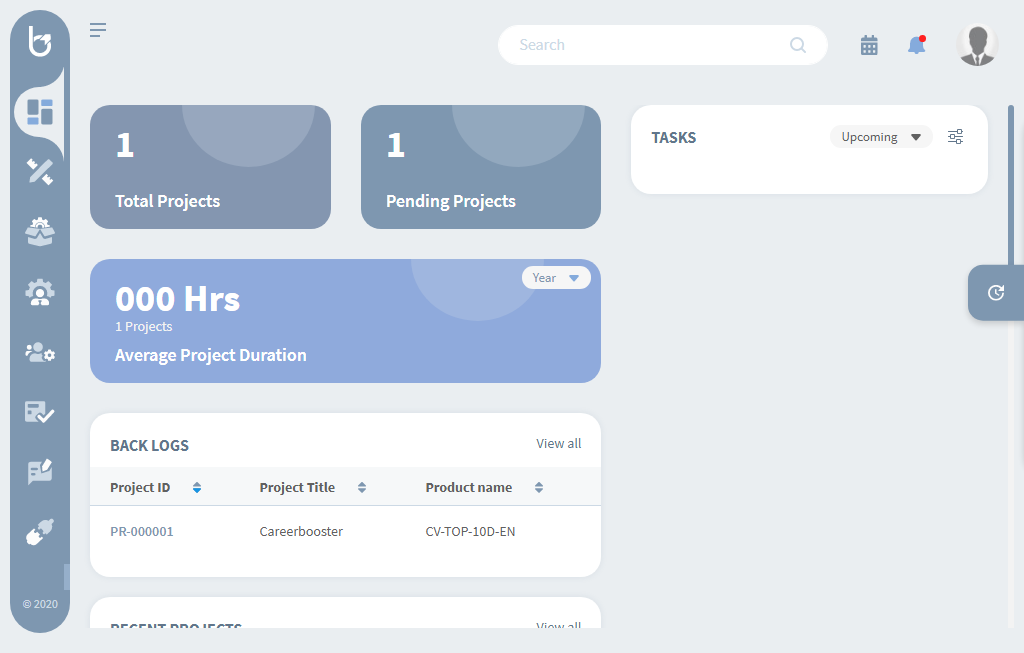 Search
1
Total Projects
1
Pending Projects
TASKS
Upcoming
000 Hrs
1 Projects
Average Project Duration
Year
BACK LOGS
View all
Project ID Project Title Product name
PR-000001 Careerbooster CV-TOP-10D-EN
RECENT PROJECTS
View all
© 2020